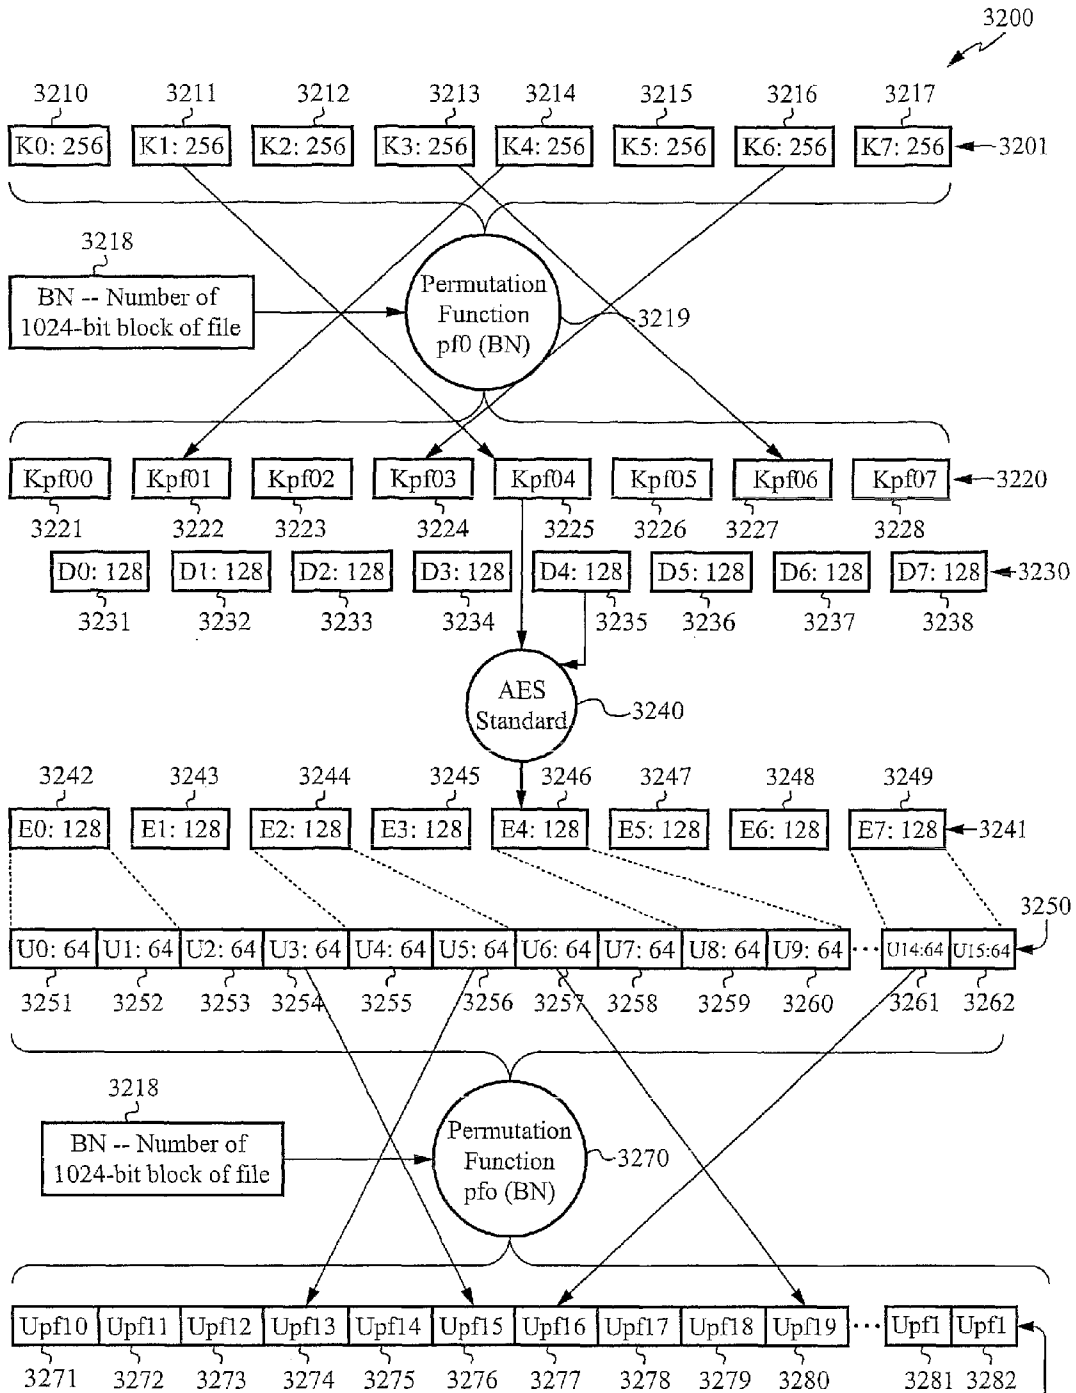 3200
3210 3211 3212 3213 3214 3215 3216 3217
K0: 256 K1: 256 K2: 256 K3: 256 K4: 256 K5: 256 K6: 256 K7: 256 3201
3218
BN -- Number of
1024-bit block of file
Permutation
Function
pf0 (BN)
3219
Kpf00 Kpf01 Kpf02 Kpf03 Kpf04 Kpf05 Kpf06 Kpf07 3220
3221 3222 3223 3224 3225 3226 3227 3228
D0: 128 D1: 128 D2: 128 D3: 128 D4: 128 D5: 128 D6: 128 D7: 128 3230
3231 3232 3233 3234 3235 3236 3237 3238
AES
Standard
3240
3242 3243 3244 3245 3246 3247 3248 3249
E0: 128 E1: 128 E2: 128 E3: 128 E4: 128 E5: 128 E6: 128 E7: 128 3241
3250
U0: 64 U1: 64 U2: 64 U3: 64 U4: 64 U5: 64 U6: 64 U7: 64 U8: 64 U9: 64 ... U14:64 U15:64
3251 3252 3253 3254 3255 3256 3257 3258 3259 3260 3261 3262
3218
BN -- Number of
1024-bit block of file
Permutation
Function
pfo (BN)
3270
Upf10 Upf11 Upf12 Upf13 Upf14 Upf15 Upf16 Upf17 Upf18 Upf19 ... Upf1 Upf1
3271 3272 3273 3274 3275 3276 3277 3278 3279 3280 3281 3282